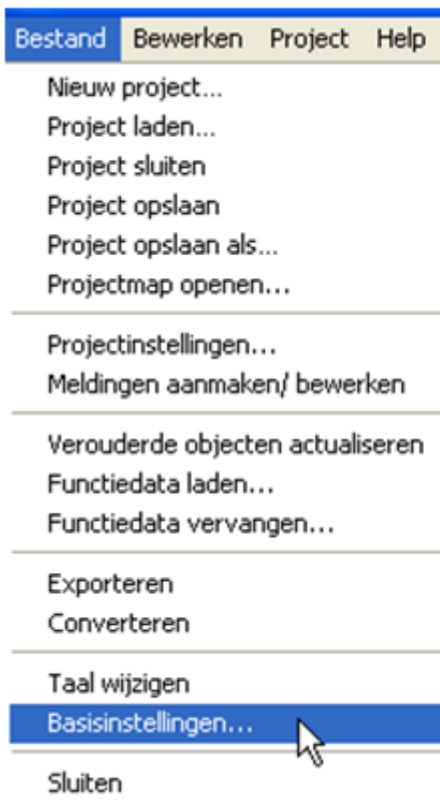 Bestand Bewerken Project Help
Nieuw project...
Project laden...
Project sluiten
Project opslaan
Project opslaan als...
Projectmap openen...
Projectinstellingen...
Meldingen aanmaken/ bewerken
Verouderde objecten actualiseren
Functiedata laden...
Functiedata vervangen...
Exporteren
Converteren
Taal wijzigen
Basisinstellingen...
Sluiten